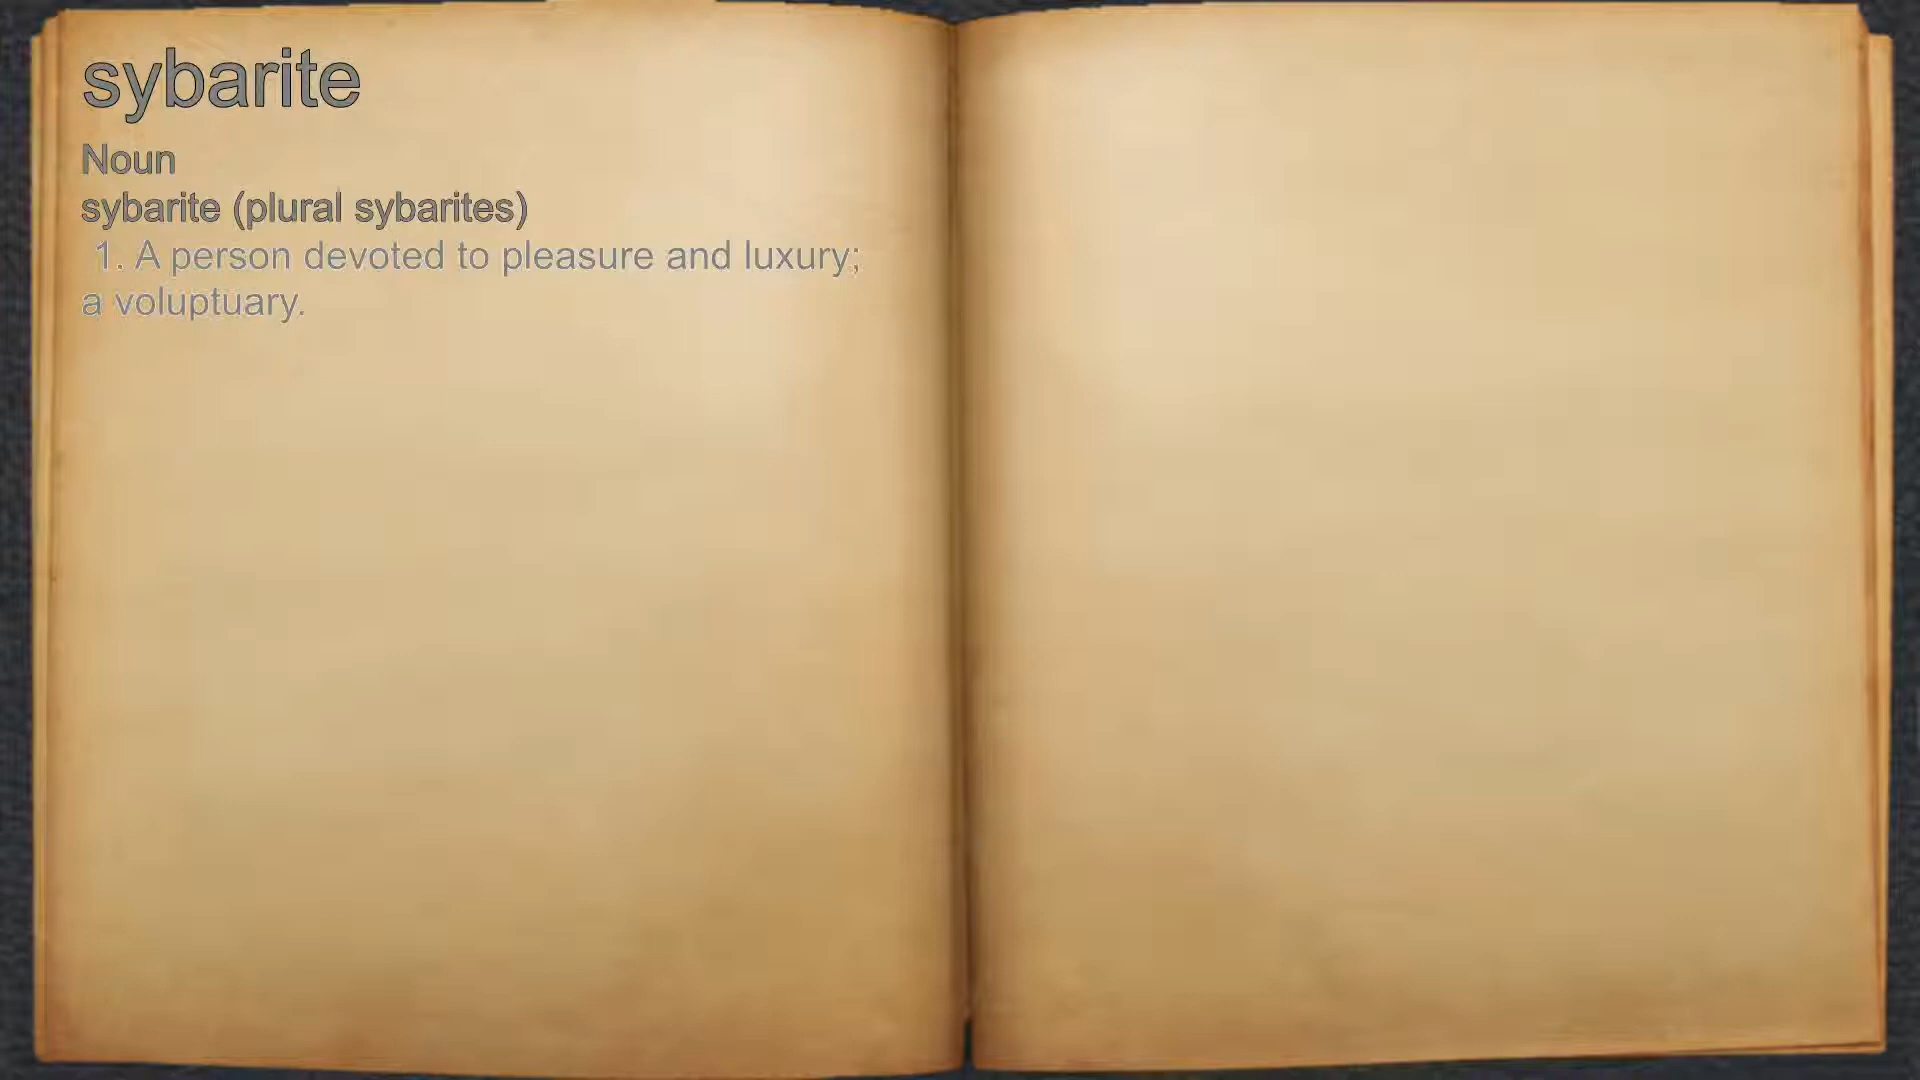 sybarite
Noun
sybarite (plural sybarites)
1. A person devoted to pleasure and luxury;
a voluptuary.